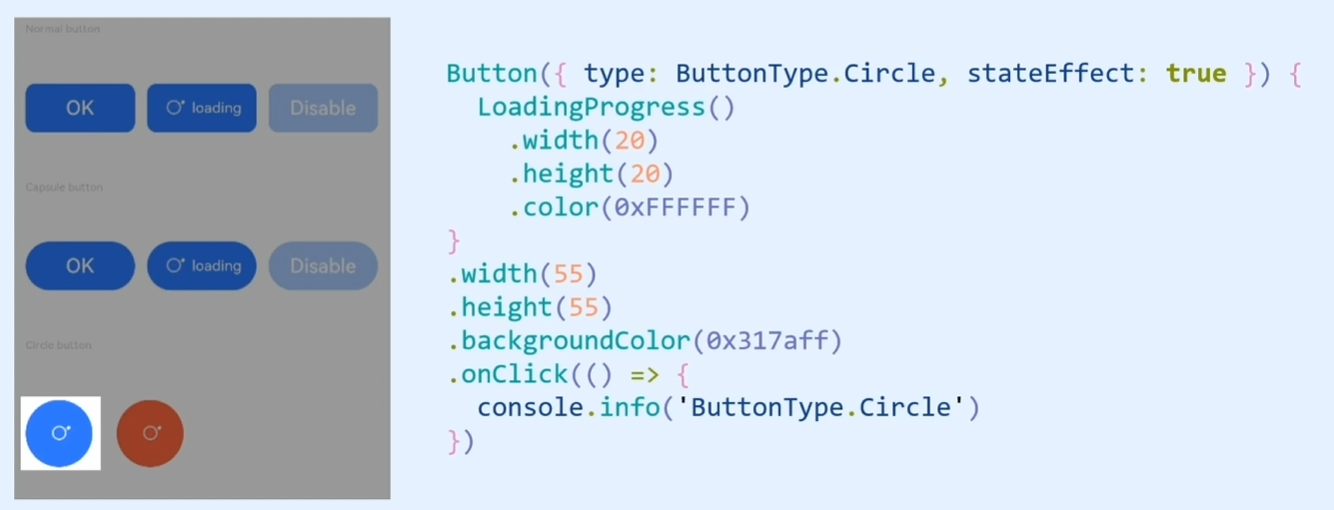 Normal button
OK
loading
Disable
Capsule button
OK
loading
Disable
Circle button
Button({ type: ButtonType.Circle, stateEffect: true }) {
  LoadingProgress()
    .width(20)
    .height(20)
    .color(0xFFFFFF)
}
.width(55)
.height(55)
.backgroundColor(0x317aff)
.onClick(() => {
  console.info('ButtonType.Circle')
})